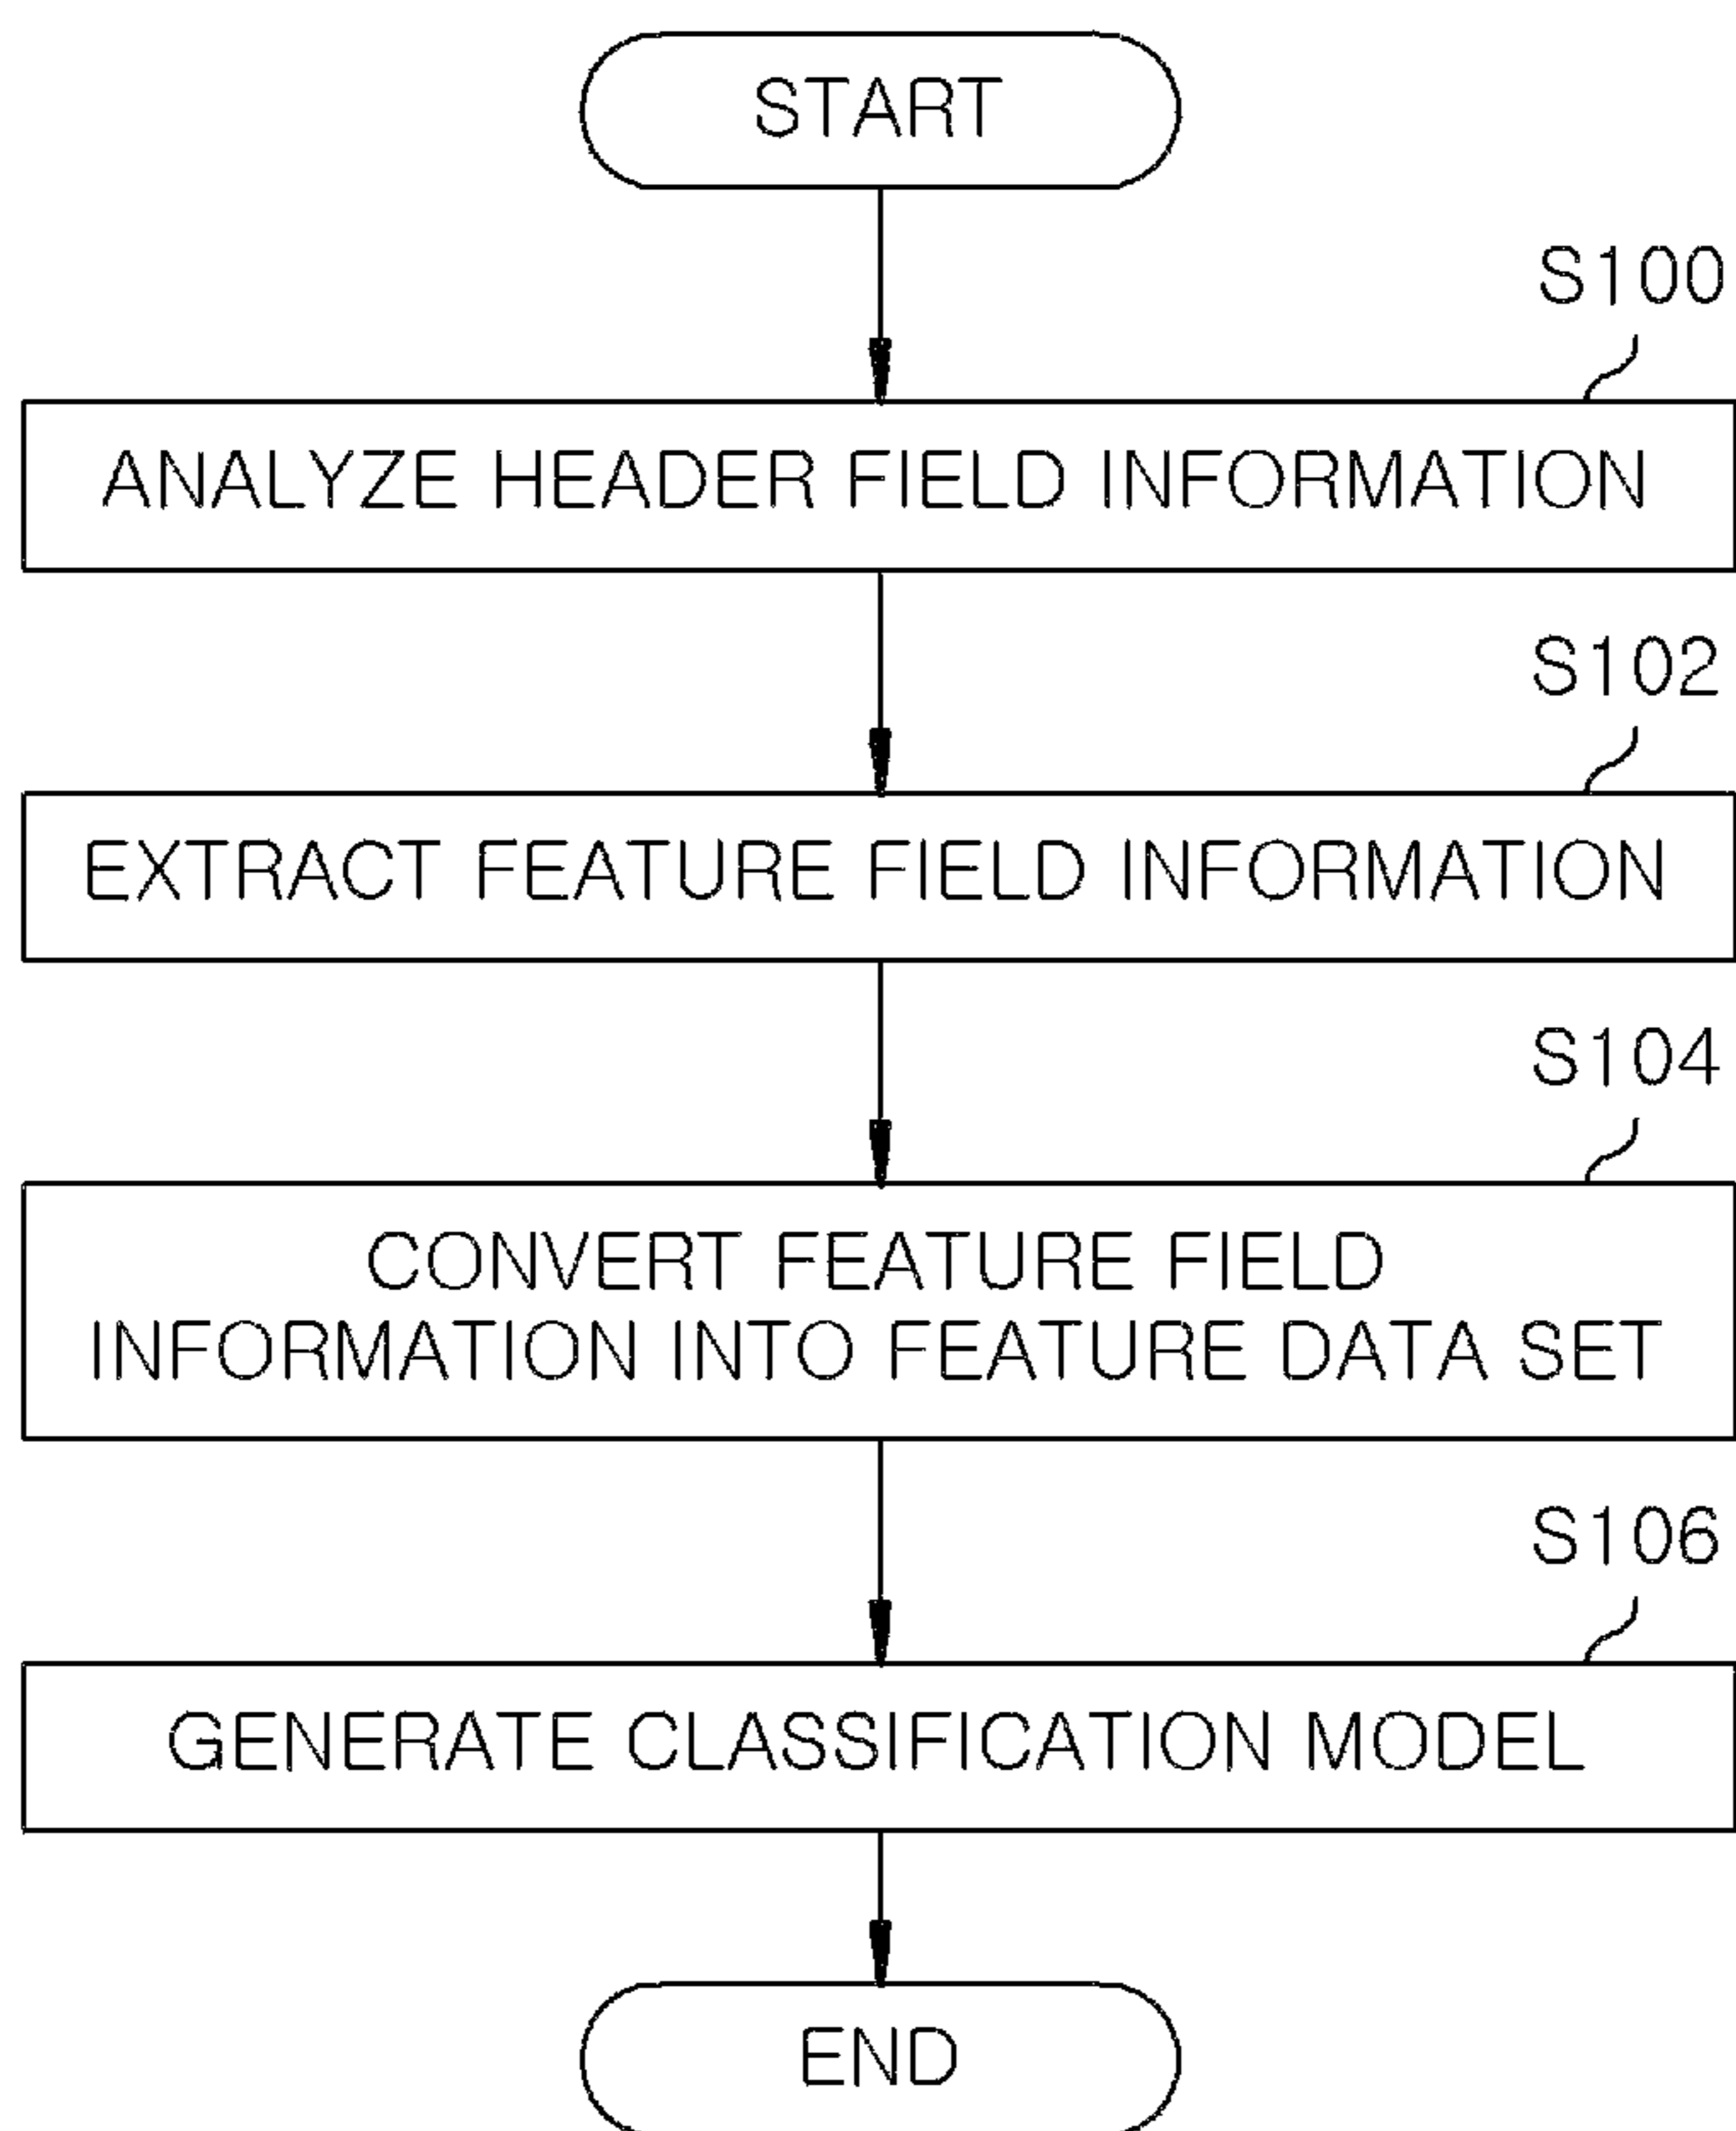 START
S100
ANALYZE HEADER FIELD INFORMATION
S102
EXTRACT FEATURE FIELD INFORMATION
S104
CONVERT FEATURE FIELD
INFORMATION INTO FEATURE DATA SET
S106
GENERATE CLASSIFICATION MODEL
END